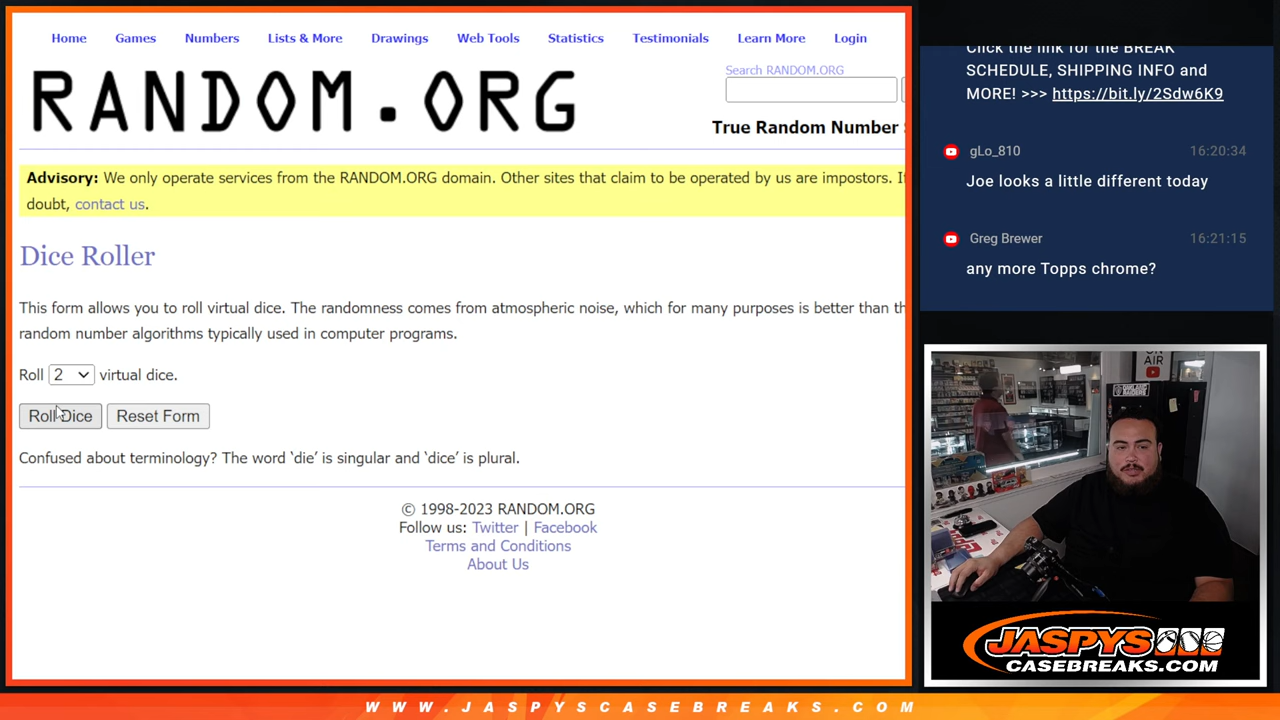 Home Games Numbers Lists & More Drawings Web Tools Statistics Testimonials Learn More Login
RANDOM.ORG
Search RANDOM.ORG
True Random Number
Advisory: We only operate services from the RANDOM.ORG domain. Other sites that claim to be operated by us are impostors. If
doubt, contact us.
Dice Roller
This form allows you to roll virtual dice. The randomness comes from atmospheric noise, which for many purposes is better than
random number algorithms typically used in computer programs.
Roll 2 virtual dice.
Roll Dice Reset Form
Confused about terminology? The word ‘die’ is singular and ‘dice’ is plural.
© 1998-2023 RANDOM.ORG
Follow us: Twitter | Facebook
Terms and Conditions
About Us
Click the link for the BREAK
SCHEDULE, SHIPPING INFO and
MORE! >>> https://bit.ly/2Sdw6K9
gLo_810 16:20:34
Joe looks a little different today
Greg Brewer 16:21:15
any more Topps chrome?
ON
AIR
JASPYS
CASEBREAKS.COM
WWW.JASPYSCASEBREAKS.COM